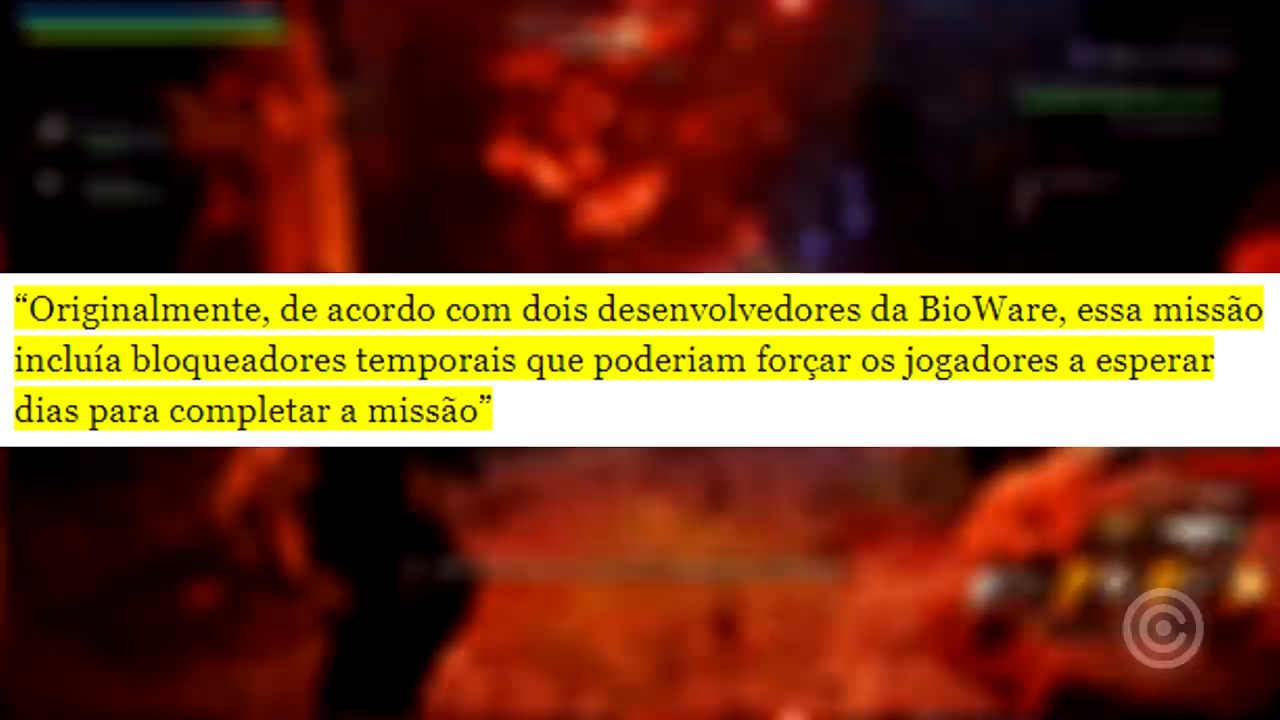 “Originalmente, de acordo com dois desenvolvedores da BioWare, essa missão
incluía bloqueadores temporais que poderiam forçar os jogadores a esperar
dias para completar a missão”